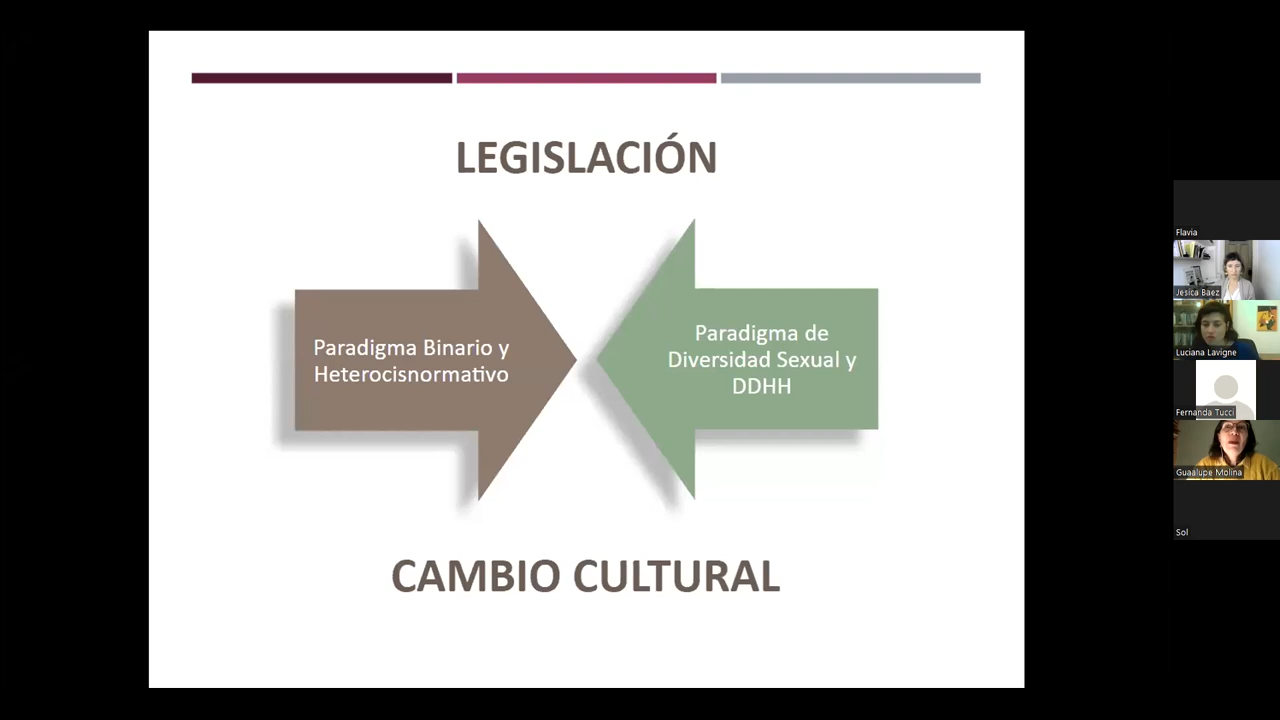 LEGISLACIÓN
Paradigma Binario y
Heterocisnormativo
Paradigma de
Diversidad Sexual y
DDHH
CAMBIO CULTURAL
Flavia
Jesica Baez
Luciana Lavigne
Fernanda Tucci
Guaalupe Molina
Sol